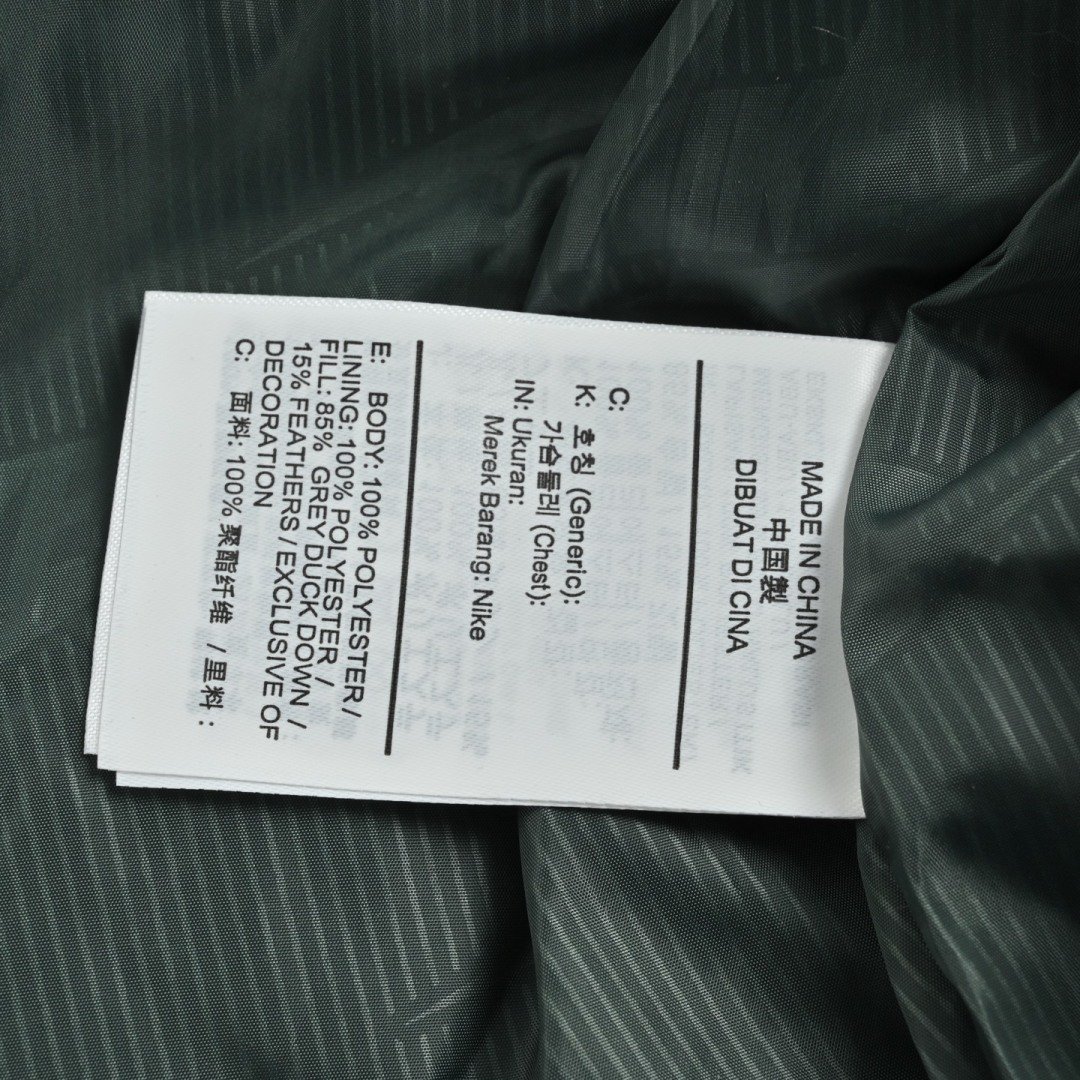 MADE IN CHINA
中国製
DIBUAT DI CINA
C:
K: 호칭 (Generic):
가슴둘레 (Chest):
IN: Ukuran:
Merek Barang: Nike
E: BODY: 100% POLYESTER /
LINING: 100% POLYESTER /
FILL: 85% GREY DUCK DOWN /
15% FEATHERS / EXCLUSIVE OF
DECORATION
C: 面料: 100% 聚酯纤维 / 里料 :